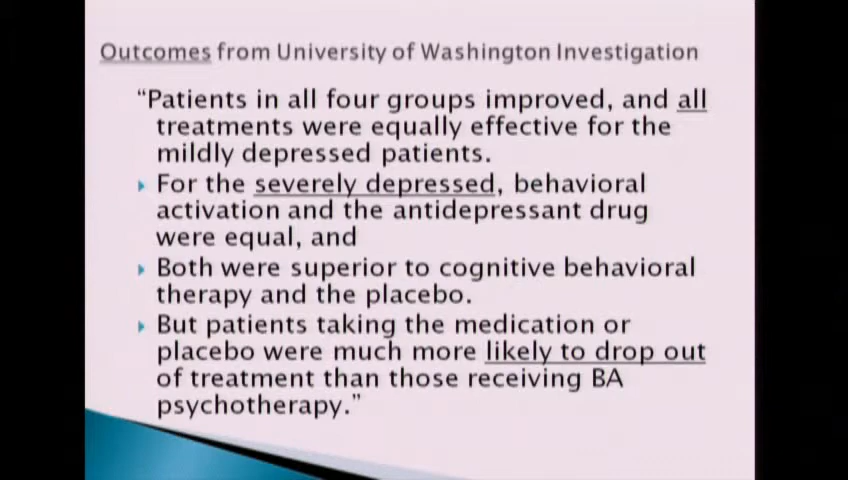 Outcomes from University of Washington Investigation
“Patients in all four groups improved, and all
treatments were equally effective for the
mildly depressed patients.
For the severely depressed, behavioral
activation and the antidepressant drug
were equal, and
Both were superior to cognitive behavioral
therapy and the placebo.
But patients taking the medication or
placebo were much more likely to drop out
of treatment than those receiving BA
psychotherapy.”